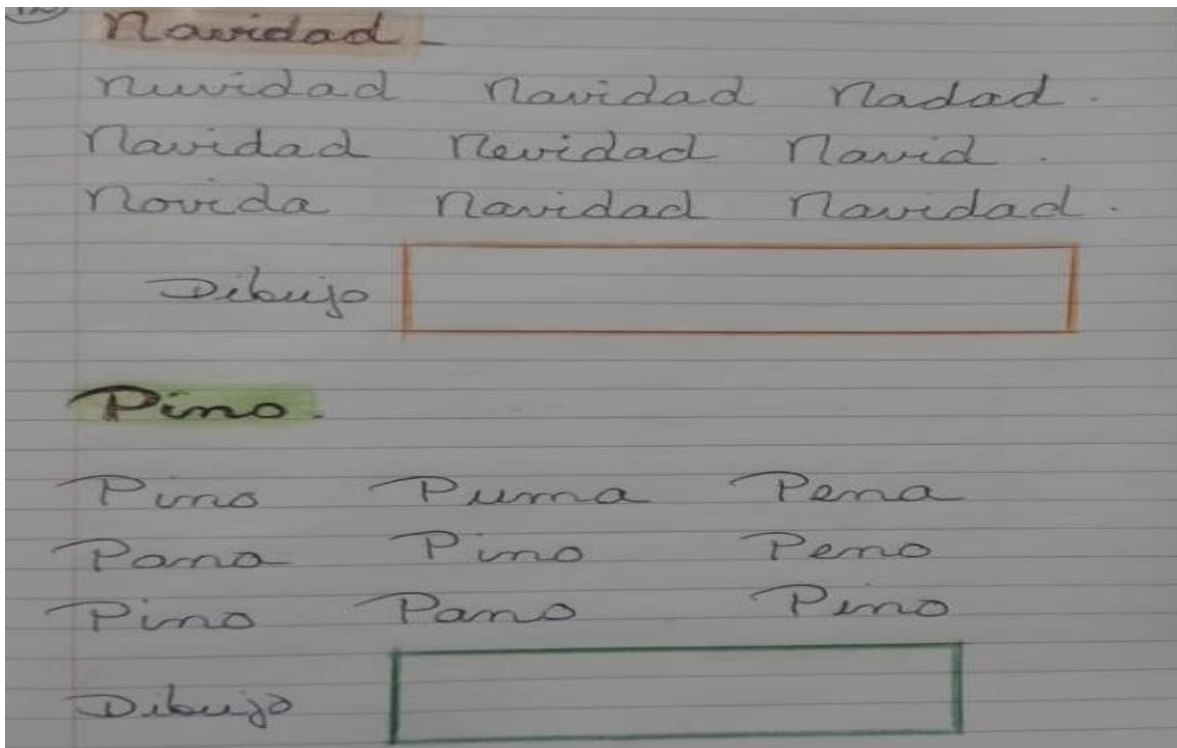 Navidad
Nuvidad Navidad Nadad.
Navidad Nevidad Navid.
Novida Navidad Navidad.
Dibujo
Pino.
Pino Puma Pena
Pana Pino Peno
Pino Pano Pino
Dibujo